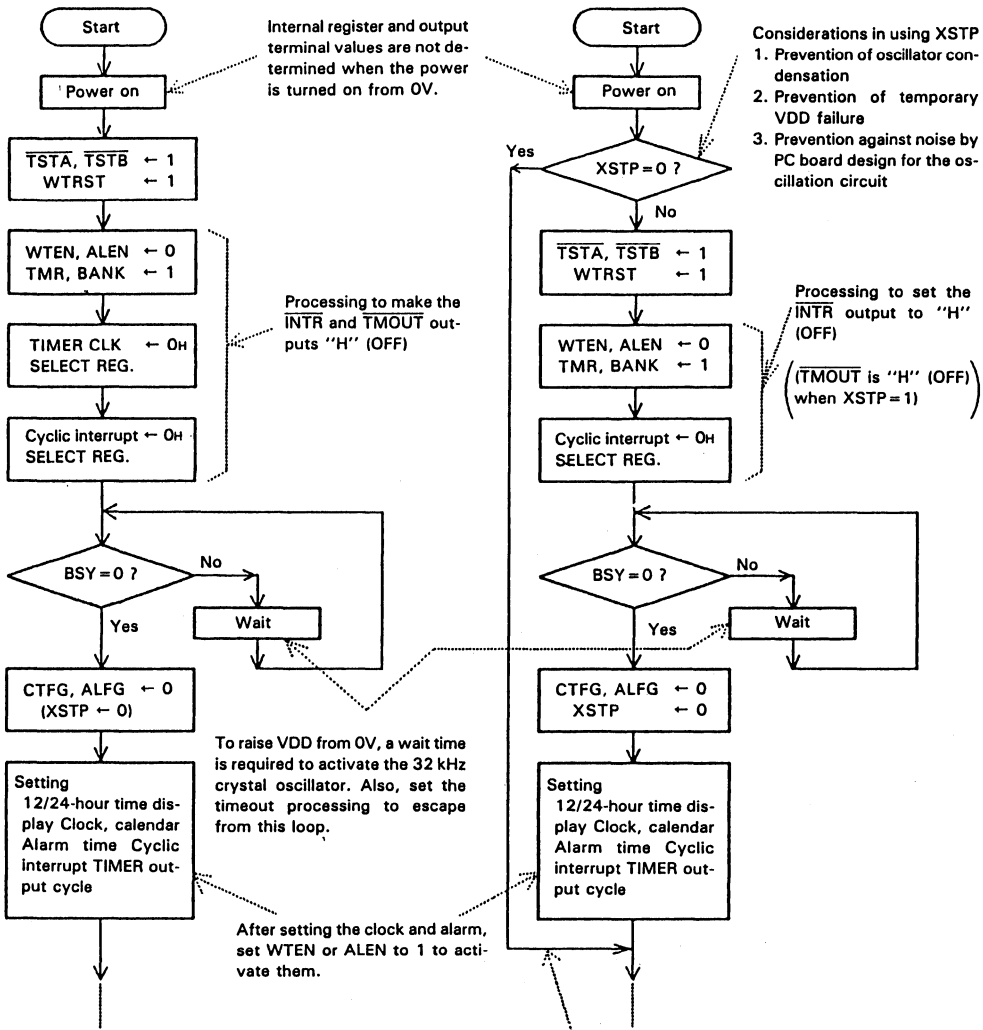 Start
Power on
TSTA, TSTB ← 1
WTRST ← 1
WTEN, ALEN ← 0
TMR, BANK ← 1
TIMER CLK ← 0H
SELECT REG.
Cyclic interrupt ← 0H
SELECT REG.
BSY = 0 ?
No
Wait
Yes
CTFG, ALFG ← 0
(XSTP ← 0)
Setting
12/24-hour time dis-
play Clock, calendar
Alarm time Cyclic
interrupt TIMER out-
put cycle
Internal register and output
terminal values are not de-
termined when the power
is turned on from 0V.
Processing to make the
INTR and TMOUT out-
puts "H" (OFF)
To raise VDD from 0V, a wait time
is required to activate the 32 kHz
crystal oscillator. Also, set the
timeout processing to escape
from this loop.
After setting the clock and alarm,
set WTEN or ALEN to 1 to acti-
vate them.
Start
Power on
Yes
XSTP = 0 ?
No
TSTA, TSTB ← 1
WTRST ← 1
WTEN, ALEN ← 0
TMR, BANK ← 1
Cyclic interrupt ← 0H
SELECT REG.
BSY = 0 ?
No
Wait
Yes
CTFG, ALFG ← 0
XSTP ← 0
Setting
12/24-hour time dis-
play Clock, calendar
Alarm time Cyclic
interrupt TIMER out-
put cycle
Considerations in using XSTP
1. Prevention of oscillator con-
densation
2. Prevention of temporary
VDD failure
3. Prevention against noise by
PC board design for the os-
cillation circuit
Processing to set the
INTR output to "H"
(OFF)
(TMOUT is "H" (OFF)
when XSTP = 1)